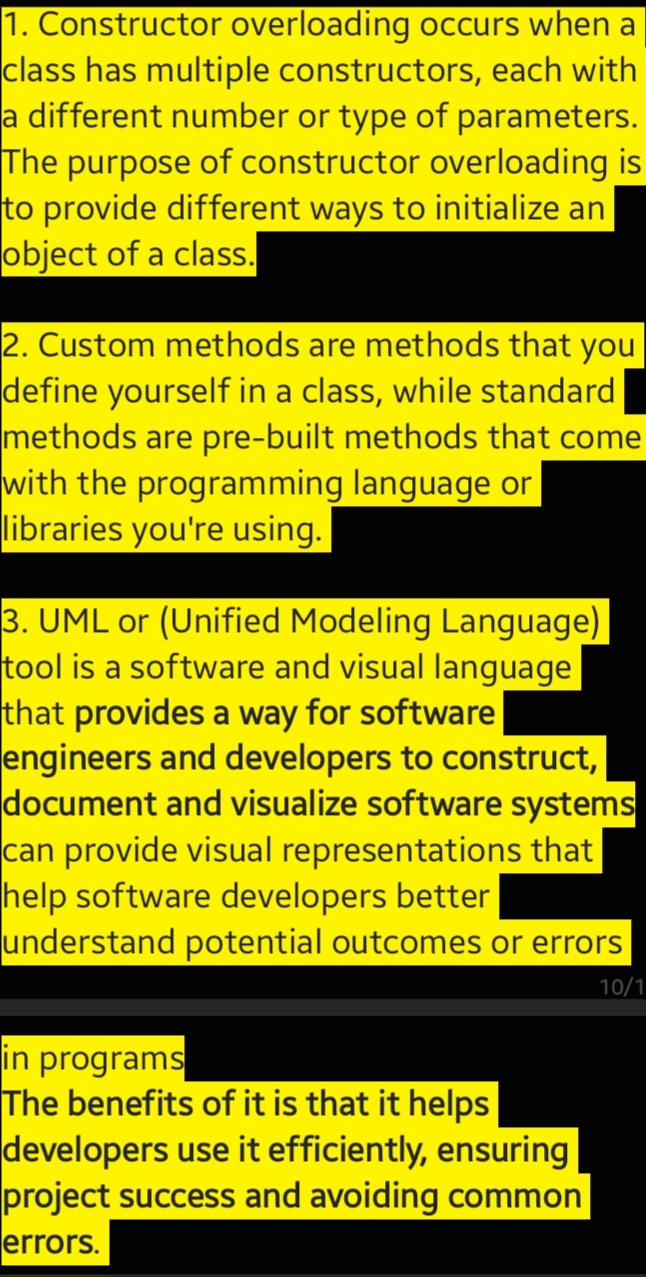 1. Constructor overloading occurs when a
class has multiple constructors, each with
a different number or type of parameters.
The purpose of constructor overloading is
to provide different ways to initialize an
object of a class.
2. Custom methods are methods that you
define yourself in a class, while standard
methods are pre-built methods that come
with the programming language or
libraries you're using.
3. UML or (Unified Modeling Language)
tool is a software and visual language
that provides a way for software
engineers and developers to construct,
document and visualize software systems
can provide visual representations that
help software developers better
understand potential outcomes or errors
10/1
in programs
The benefits of it is that it helps
developers use it efficiently, ensuring
project success and avoiding common
errors.